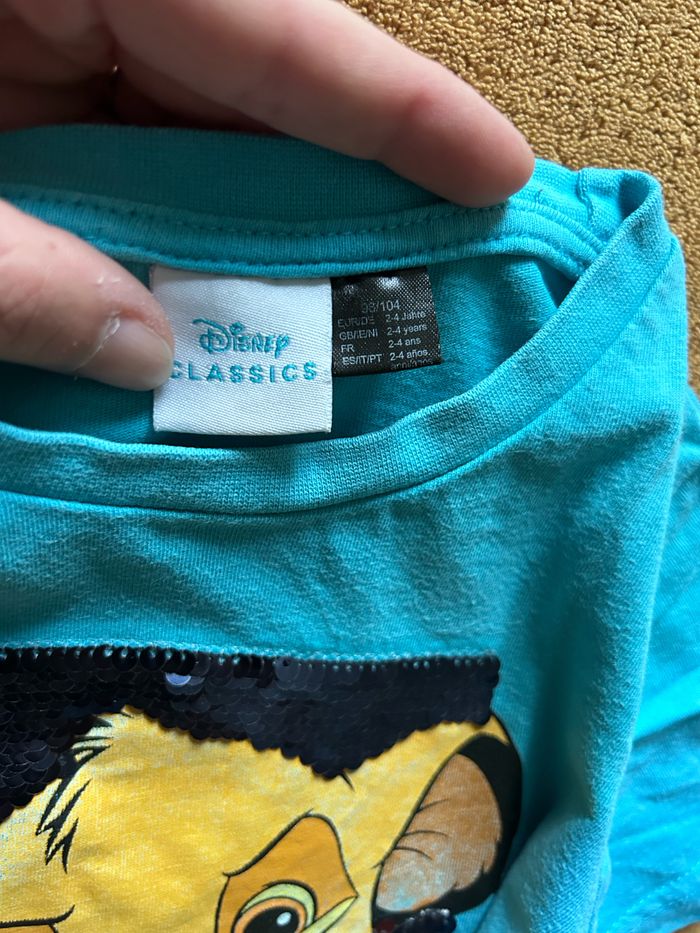 Disney
CLASSICS
98/104
EUR/DE 2-4 Jahre
GB/IE/NI 2-4 years
FR 2-4 ans
ES/IT/PT 2-4 años